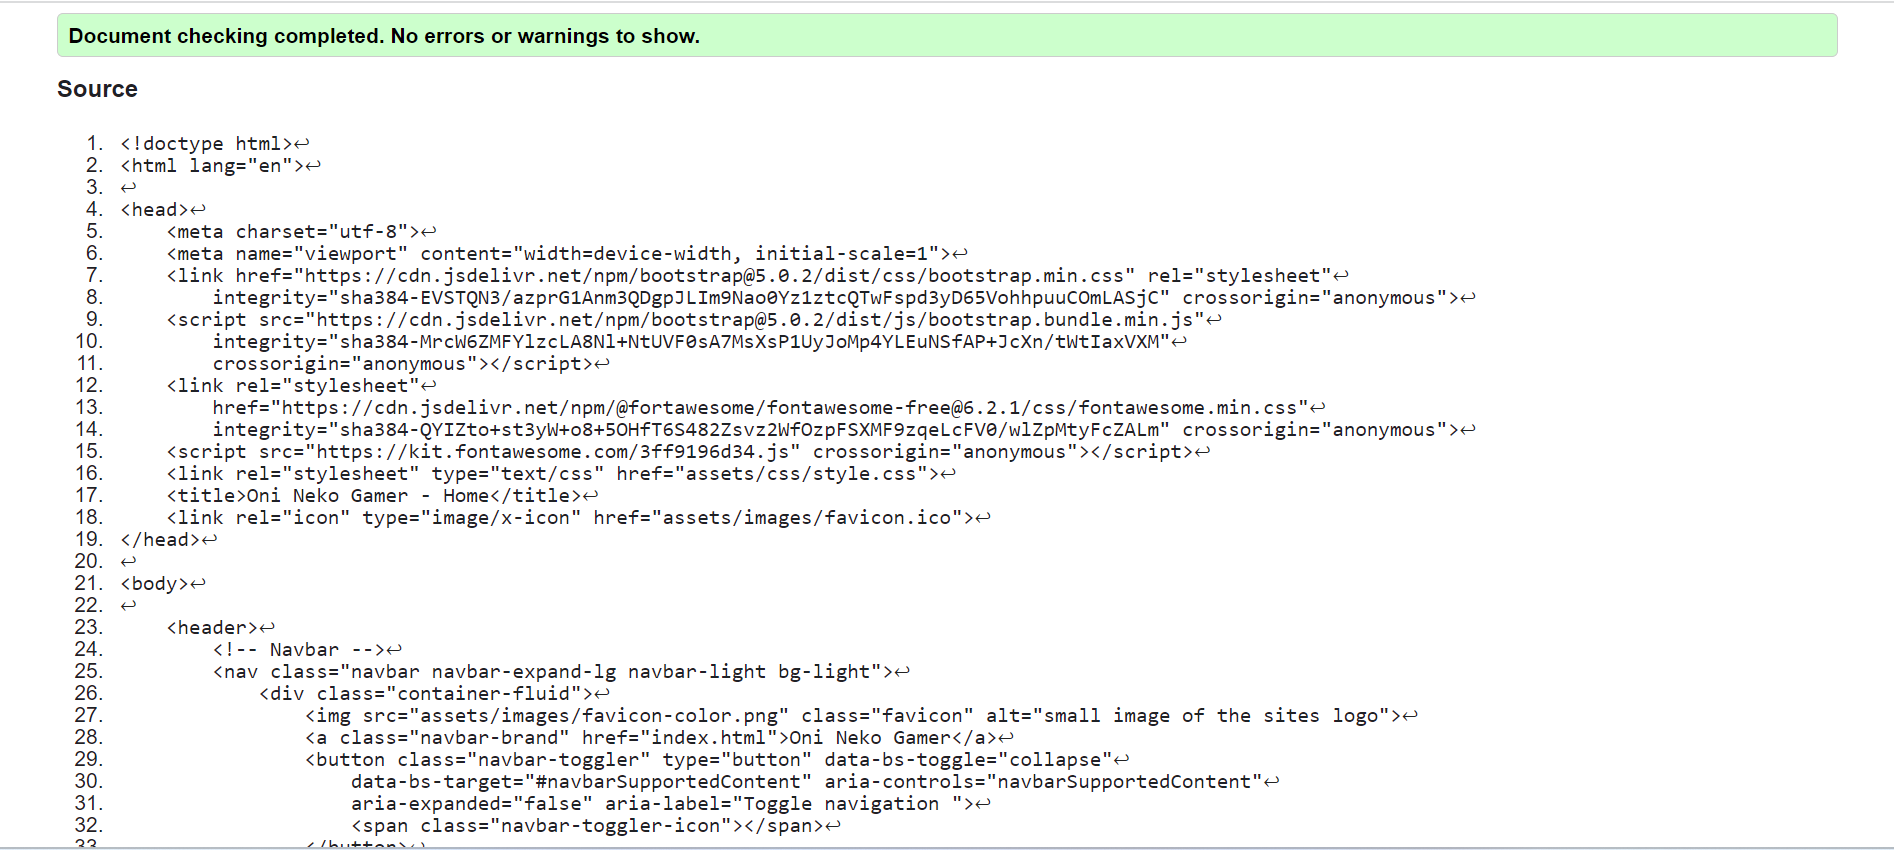 Document checking completed. No errors or warnings to show.
Source
1. <!doctype html>↩
2. <html lang="en">↩
3. ↩
4. <head>↩
5.     <meta charset="utf-8">↩
6.     <meta name="viewport" content="width=device-width, initial-scale=1">↩
7.     <link href="https://cdn.jsdelivr.net/npm/bootstrap@5.0.2/dist/css/bootstrap.min.css" rel="stylesheet"↩
8.         integrity="sha384-EVSTQN3/azprG1Anm3QDgpJLIm9Nao0Yz1ztcQTwFspd3yD65VohhpuuCOmLASjC" crossorigin="anonymous">↩
9.     <script src="https://cdn.jsdelivr.net/npm/bootstrap@5.0.2/dist/js/bootstrap.bundle.min.js"↩
10.         integrity="sha384-MrcW6ZMFYlzcLA8Nl+NtUVF0sA7MsXsP1UyJoMp4YLEuNSfAP+JcXn/tWtIaxVXM"↩
11.         crossorigin="anonymous"></script>↩
12.     <link rel="stylesheet"↩
13.         href="https://cdn.jsdelivr.net/npm/@fortawesome/fontawesome-free@6.2.1/css/fontawesome.min.css"↩
14.         integrity="sha384-QYIZto+st3yW+o8+5OHfT6S482Zsvz2WfOzpFSXMF9zqeLcFV0/wlZpMtyFcZALm" crossorigin="anonymous">↩
15.     <script src="https://kit.fontawesome.com/3ff9196d34.js" crossorigin="anonymous"></script>↩
16.     <link rel="stylesheet" type="text/css" href="assets/css/style.css">↩
17.     <title>Oni Neko Gamer - Home</title>↩
18.     <link rel="icon" type="image/x-icon" href="assets/images/favicon.ico">↩
19. </head>↩
20. ↩
21. <body>↩
22. ↩
23.     <header>↩
24.         <!-- Navbar -->↩
25.         <nav class="navbar navbar-expand-lg navbar-light bg-light">↩
26.             <div class="container-fluid">↩
27.                 <img src="assets/images/favicon-color.png" class="favicon" alt="small image of the sites logo">↩
28.                 <a class="navbar-brand" href="index.html">Oni Neko Gamer</a>↩
29.                 <button class="navbar-toggler" type="button" data-bs-toggle="collapse"↩
30.                     data-bs-target="#navbarSupportedContent" aria-controls="navbarSupportedContent"↩
31.                     aria-expanded="false" aria-label="Toggle navigation ">↩
32.                     <span class="navbar-toggler-icon"></span>↩
33.                 </button>↩